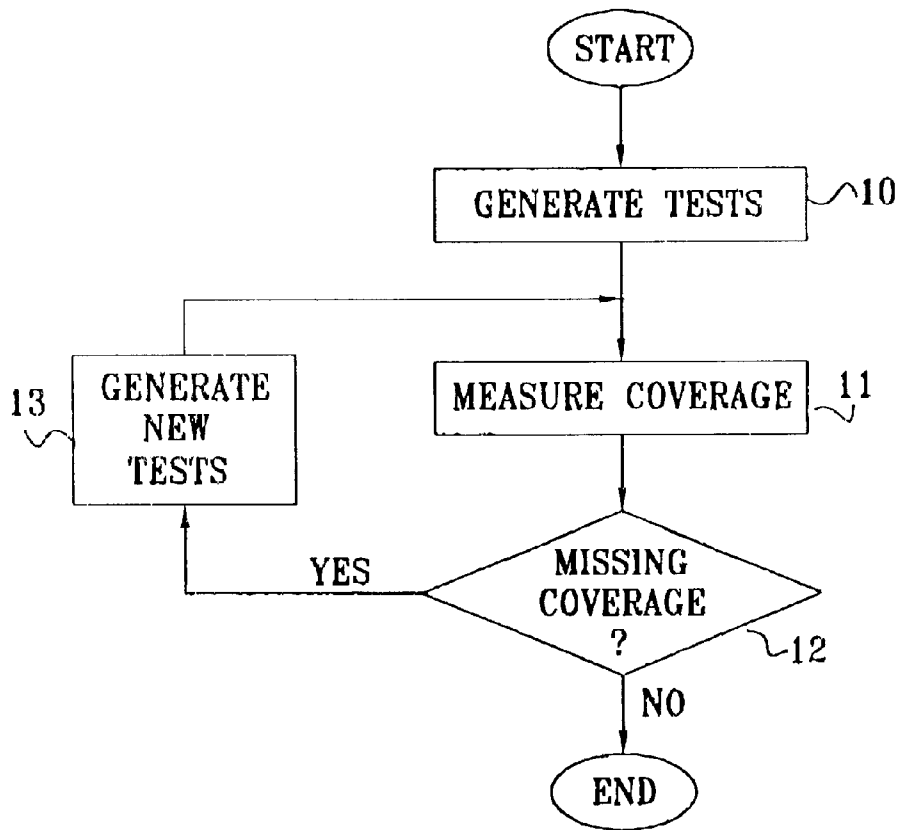 START
GENERATE TESTS
10
GENERATE
NEW
TESTS
13
MEASURE COVERAGE
11
MISSING
COVERAGE
?
12
YES
NO
END